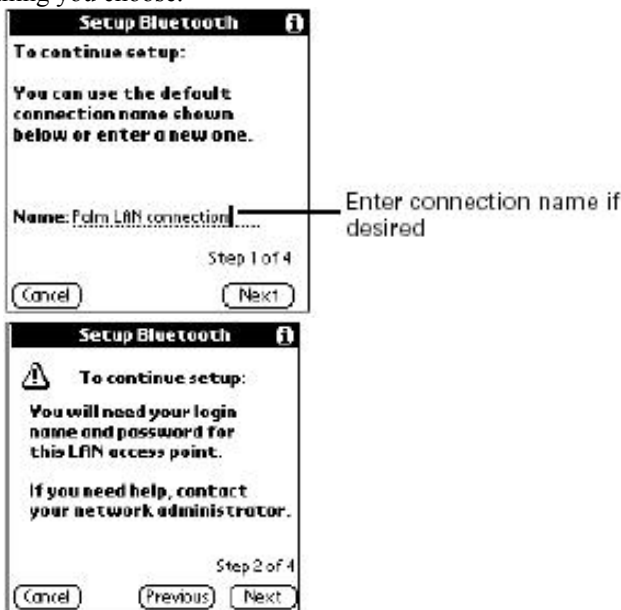 you choose.
Setup Bluetooth
To continue setup:
You can use the default
connection name shown
below or enter a new one.
Name: Palm LAN connection
Enter connection name if
desired
Step 1 of 4
Cancel
Next
Setup Bluetooth
To continue setup:
You will need your login
name and password for
this LAN access point.
If you need help, contact
your network administrator.
Step 2 of 4
Cancel
Previous
Next